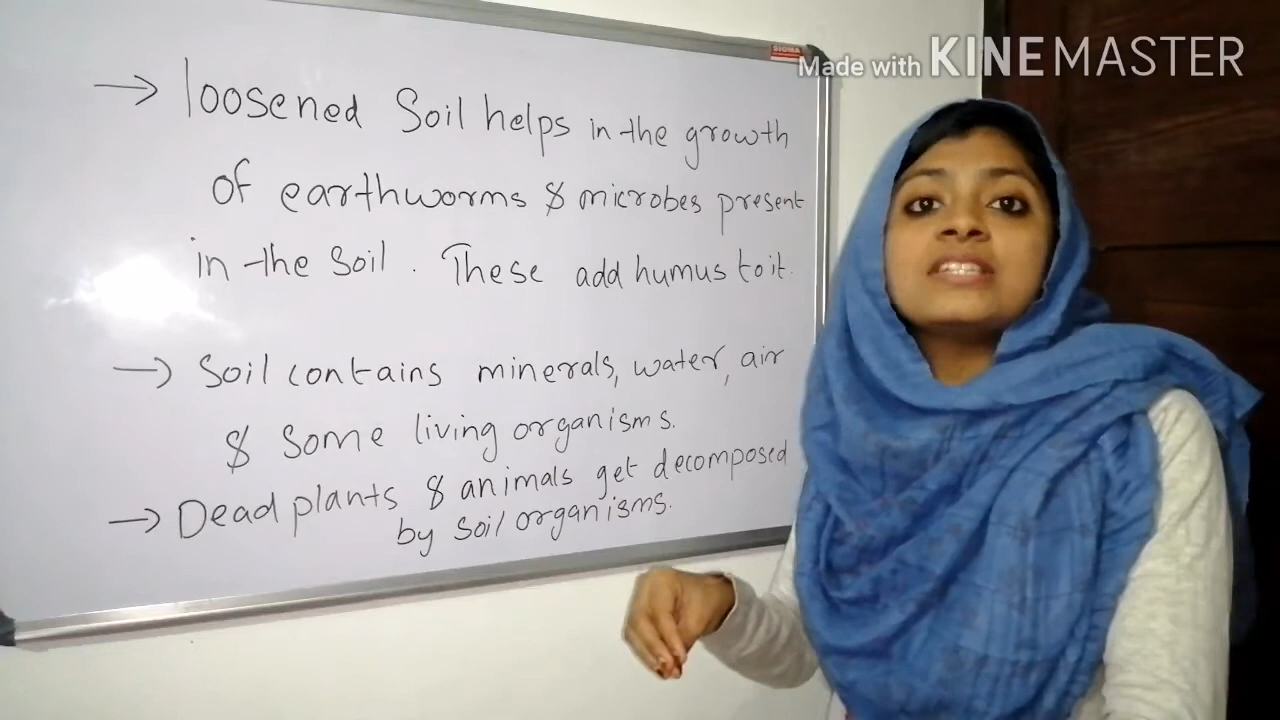 SIGMA
Made with KINEMASTER
→ loosened Soil helps in the growth
of earthworms & microbes present
in the soil. These add humus to it.
→ Soil contains minerals, water, air
& some living organisms.
→ Dead plants & animals get decomposed
by soil organisms.